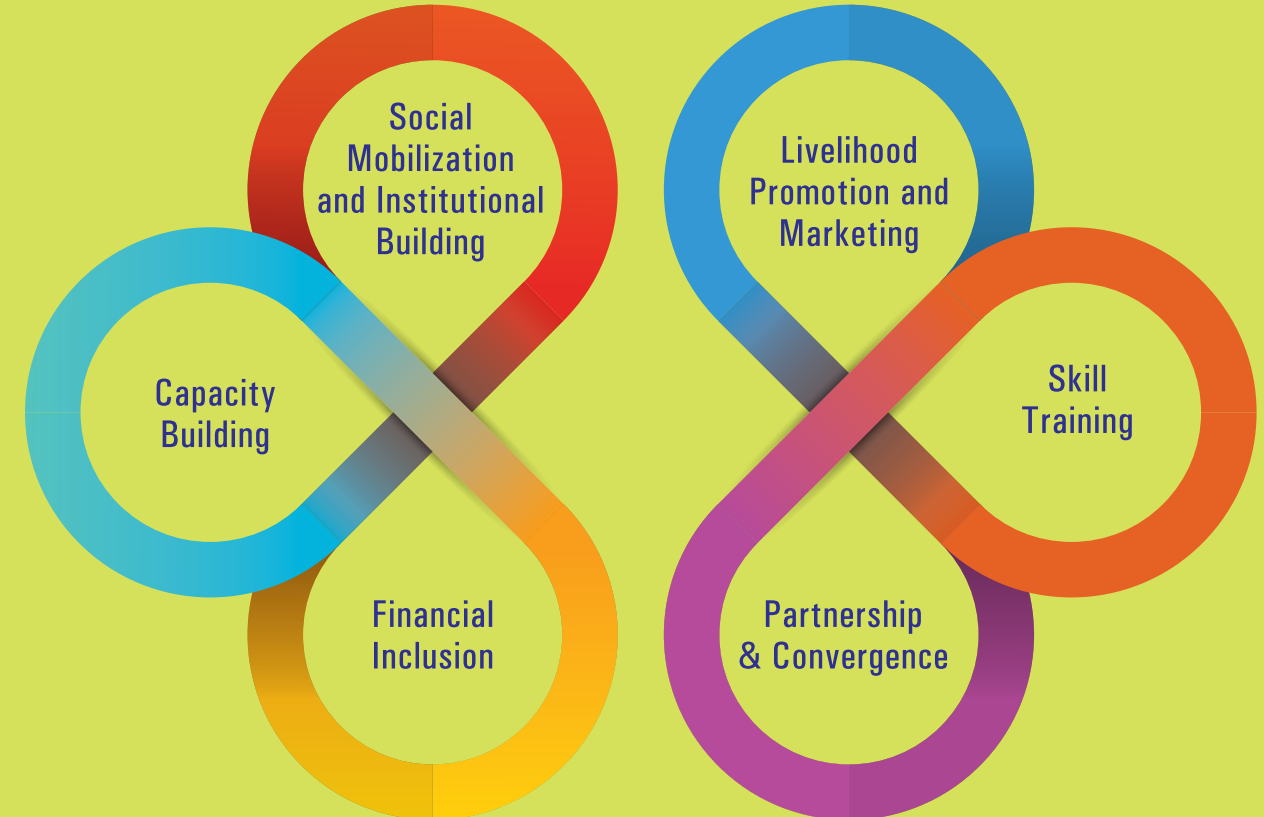 Social
Mobilization
and Institutional
Building
Livelihood
Promotion and
Marketing
Capacity
Building
Skill
Training
Financial
Inclusion
Partnership
& Convergence